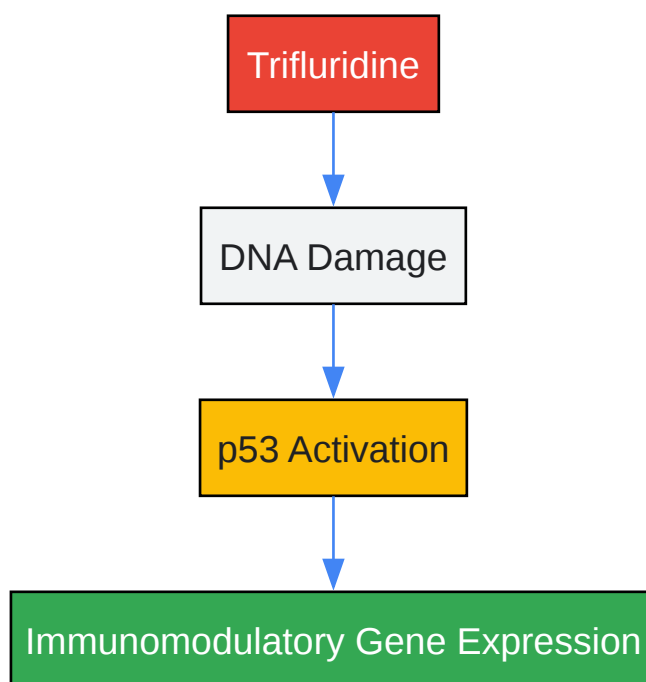 Trifluridine
DNA Damage
p53 Activation
Immunomodulatory Gene Expression